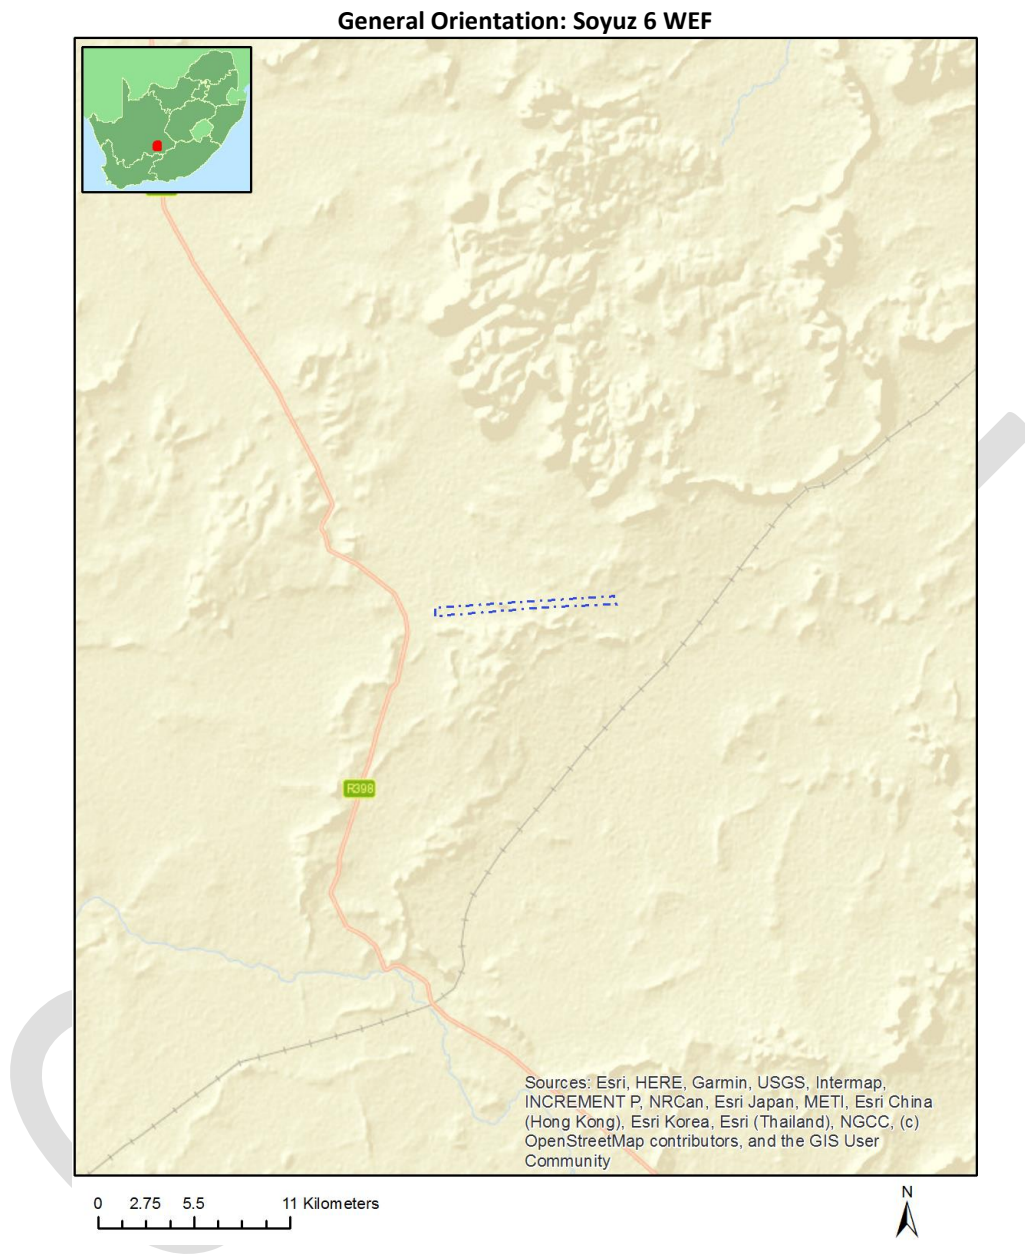 General Orientation: Soyuz 6 WEF
R398
Sources: Esri, HERE, Garmin, USGS, Intermap,
INCREMENT P, NRCan, Esri Japan, METI, Esri China
(Hong Kong), Esri Korea, Esri (Thailand), NGCC, (c)
OpenStreetMap contributors, and the GIS User
Community
0 2.75 5.5 11 Kilometers
N